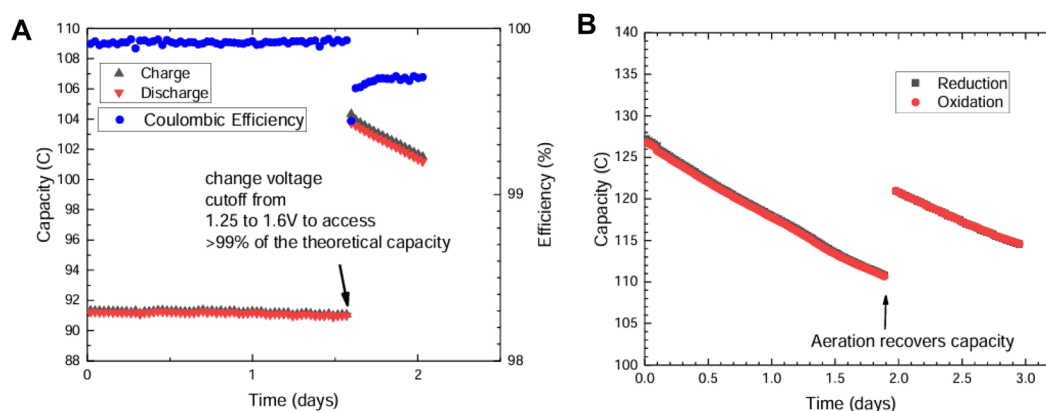 A
110
108
106
104
102
100
98
96
94
92
90
88
Capacity (C)
Charge
Discharge
Coulombic Efficiency
change voltage
cutoff from
1.25 to 1.6V to access
>99% of the theoretical capacity
100
99
98
Efficiency (%)
0
1
2
Time (days)
B
140
135
130
125
120
115
110
105
100
Capacity (C)
Reduction
Oxidation
Aeration recovers capacity
0.0
0.5
1.0
1.5
2.0
2.5
3.0
Time (days)